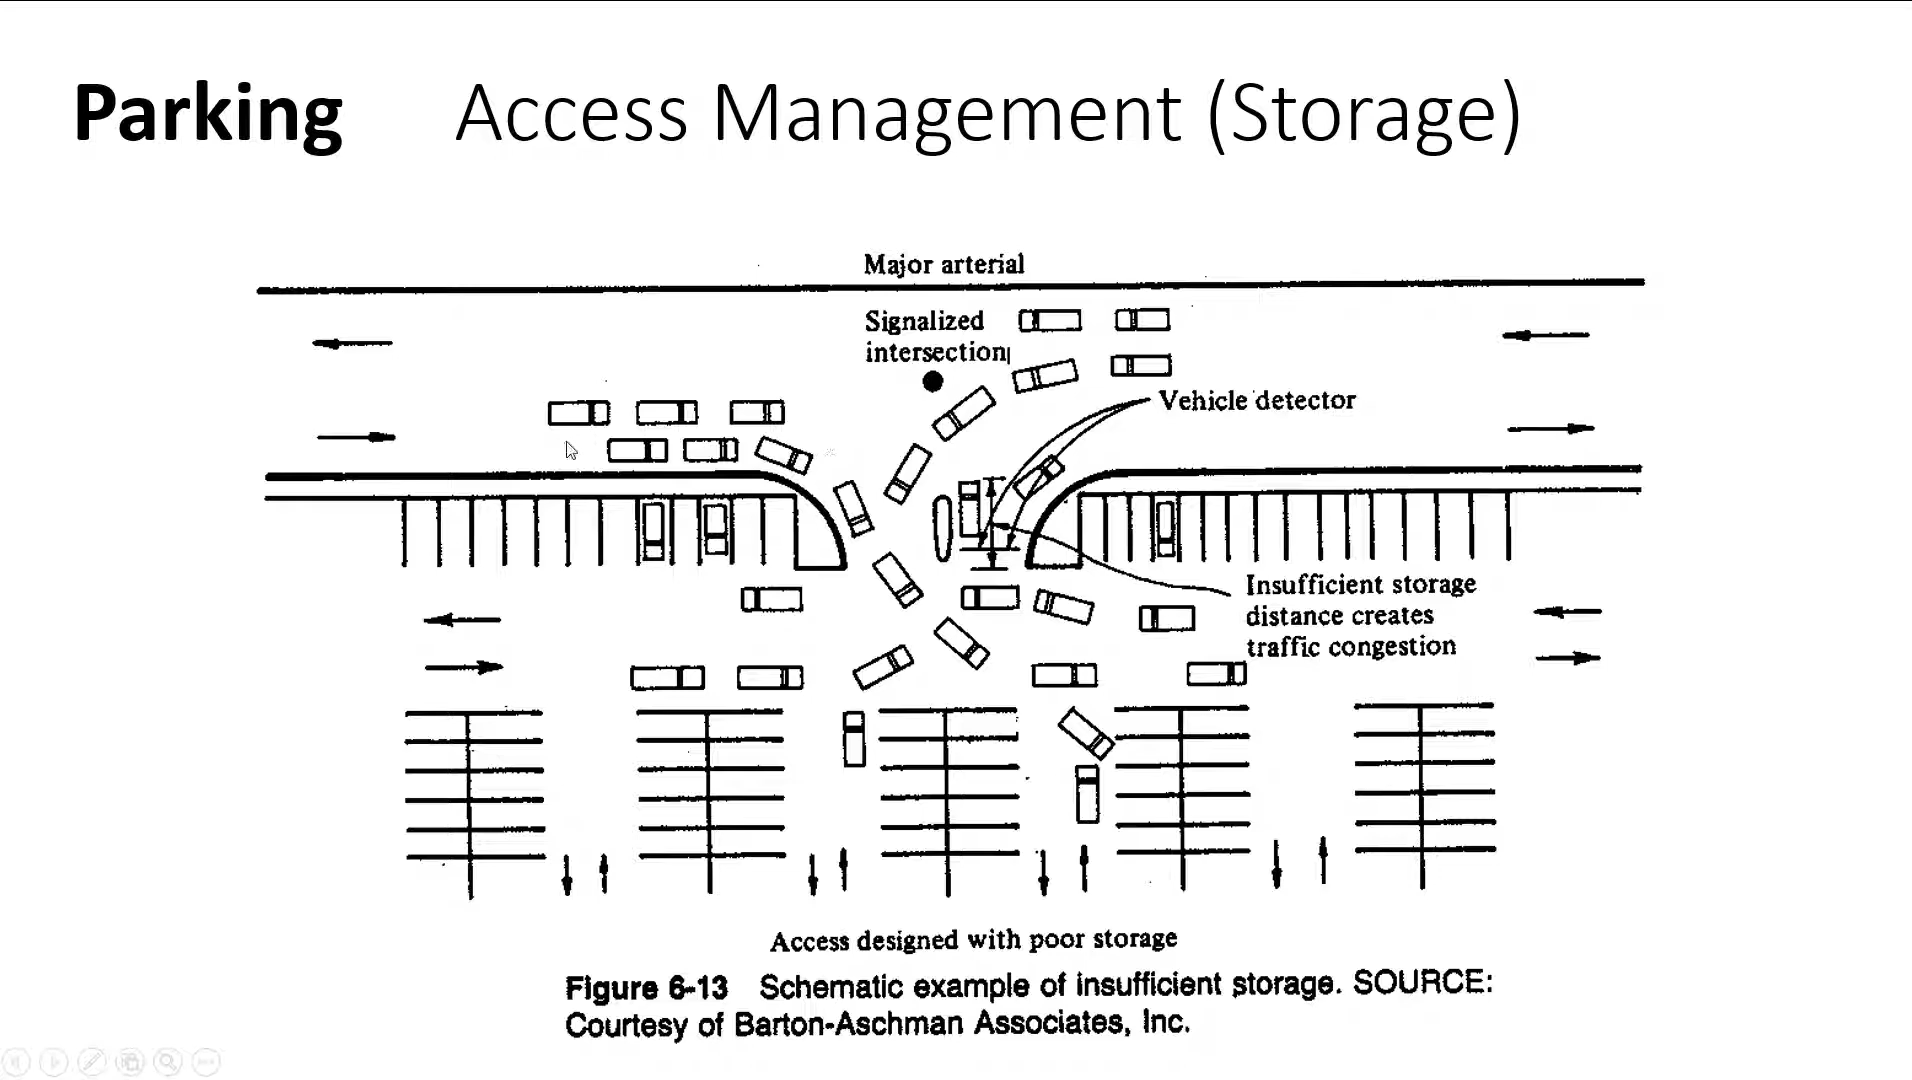 Parking Access Management (Storage)
Major arterial
Signalized
intersection
Vehicle detector
Insufficient storage
distance creates
traffic congestion
Access designed with poor storage
Figure 6-13 Schematic example of insufficient storage. SOURCE:
Courtesy of Barton-Aschman Associates, Inc.